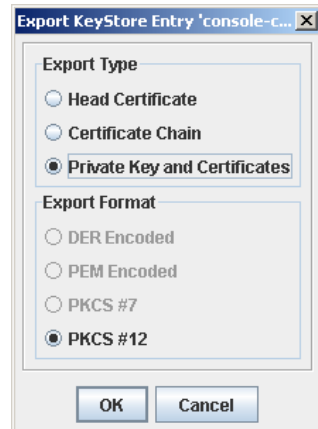 Export KeyStore Entry 'console-c...
Export Type
Head Certificate
Certificate Chain
Private Key and Certificates
Export Format
DER Encoded
PEM Encoded
PKCS #7
PKCS #12
OK
Cancel